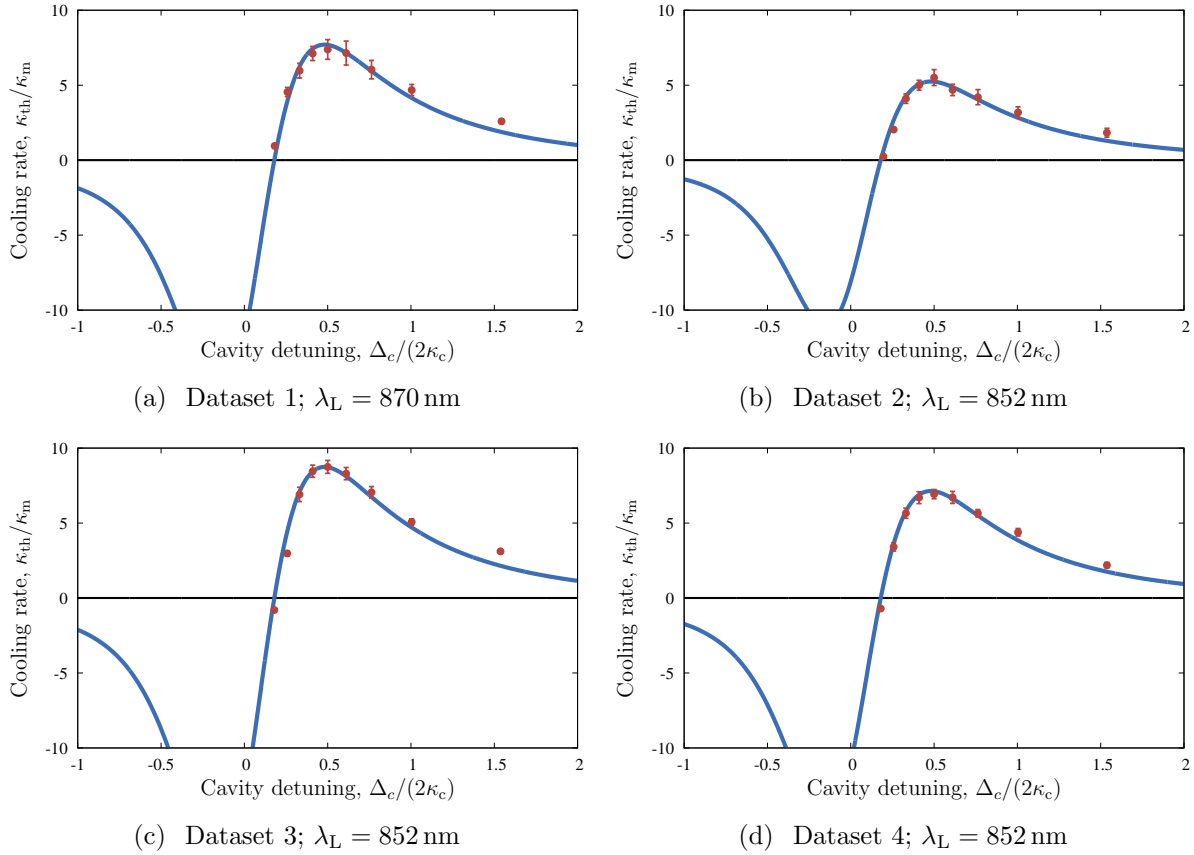 10
5
0
-5
-10
Cooling rate, κth/κm
-1 -0.5 0 0.5 1 1.5 2
Cavity detuning, Δc/(2κc)
(a) Dataset 1; λL = 870 nm
10
5
0
-5
-10
Cooling rate, κth/κm
-1 -0.5 0 0.5 1 1.5 2
Cavity detuning, Δc/(2κc)
(b) Dataset 2; λL = 852 nm
10
5
0
-5
-10
Cooling rate, κth/κm
-1 -0.5 0 0.5 1 1.5 2
Cavity detuning, Δc/(2κc)
(c) Dataset 3; λL = 852 nm
10
5
0
-5
-10
Cooling rate, κth/κm
-1 -0.5 0 0.5 1 1.5 2
Cavity detuning, Δc/(2κc)
(d) Dataset 4; λL = 852 nm